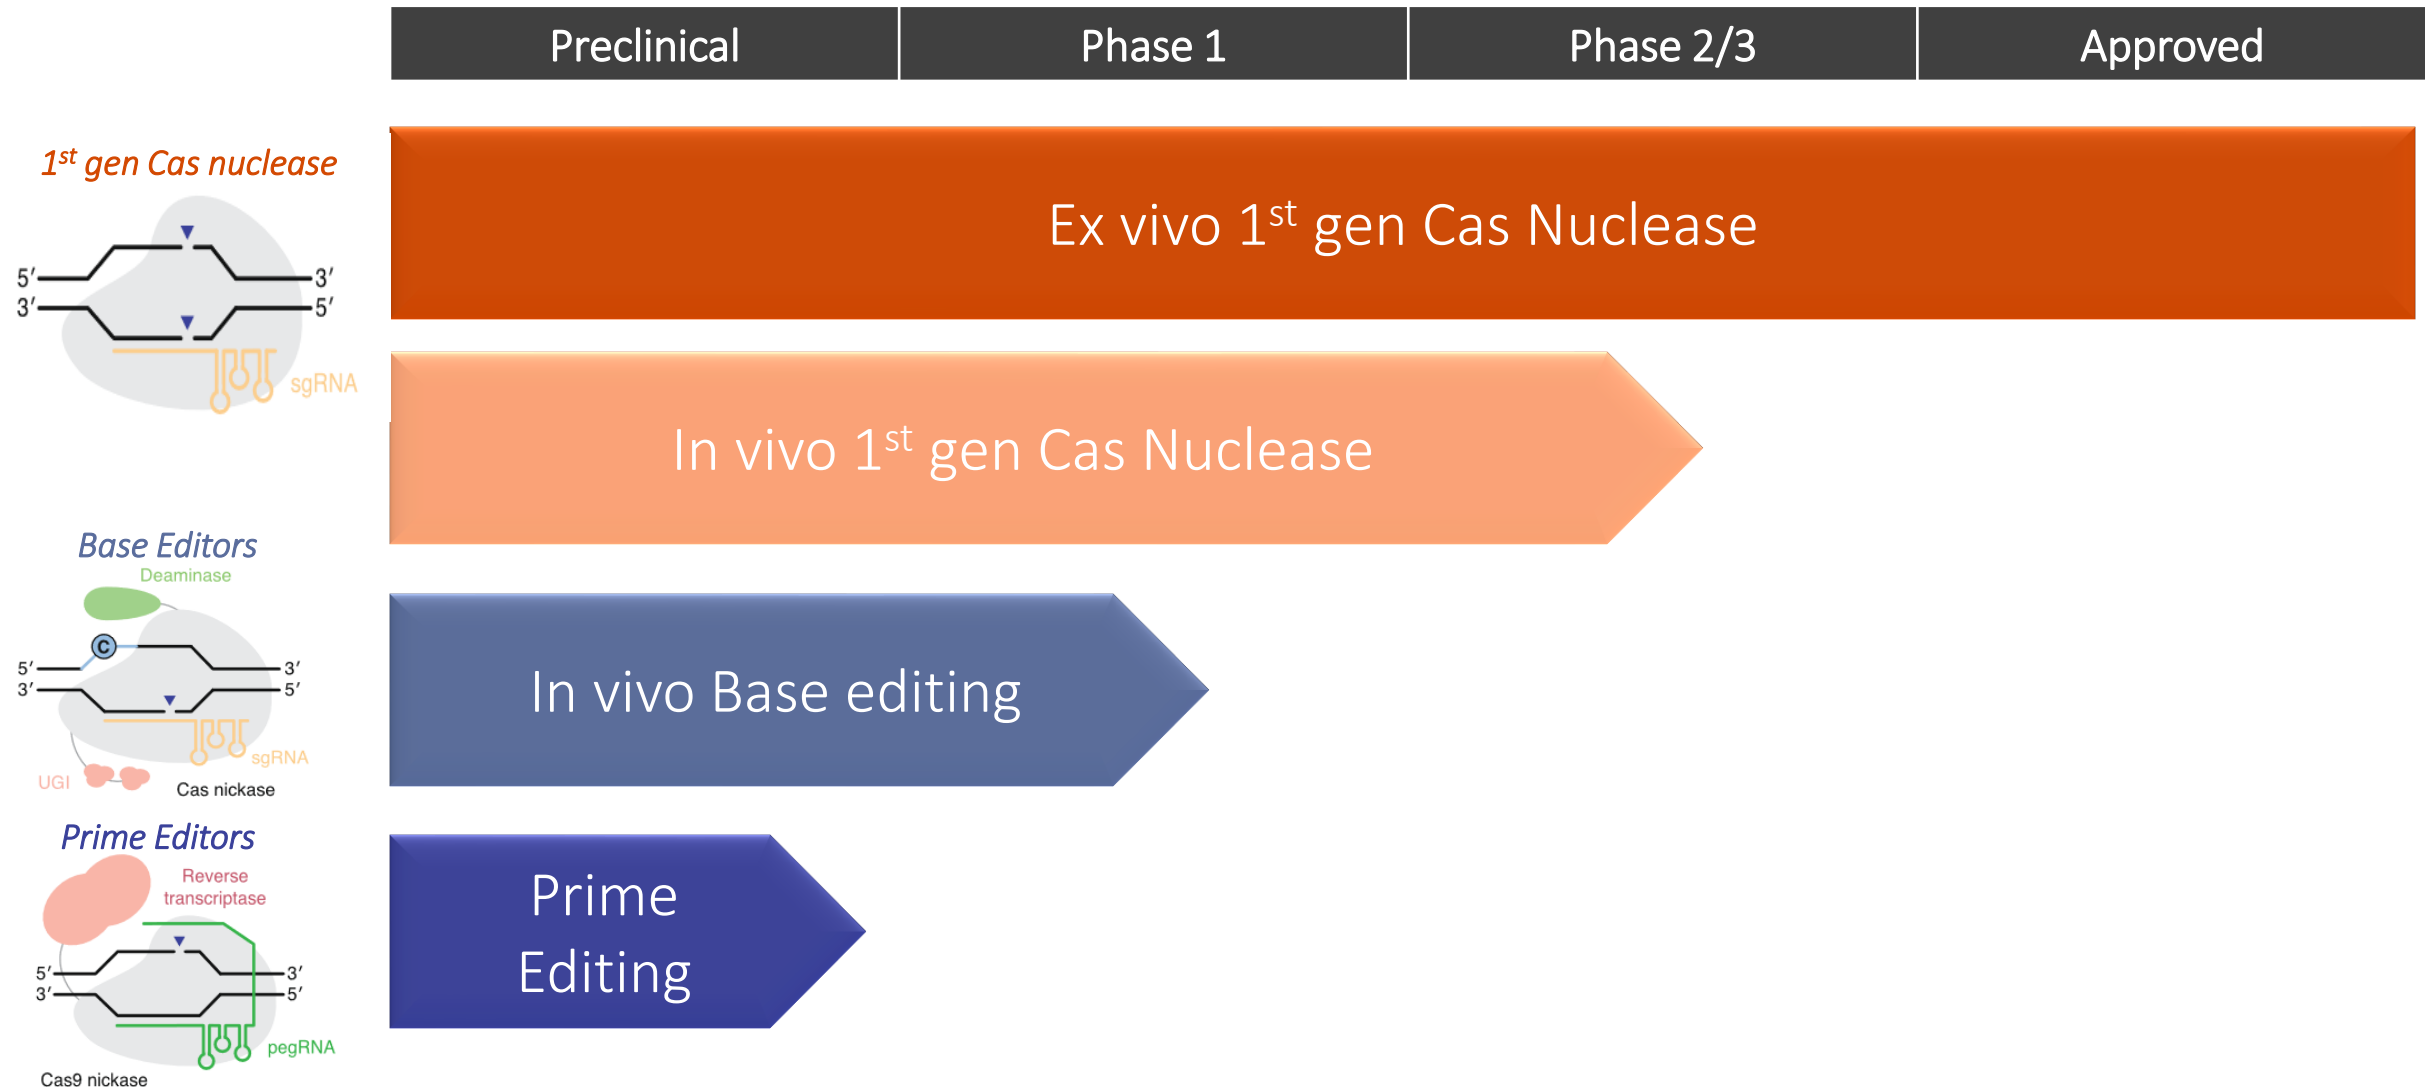 Preclinical
Phase 1
Phase 2/3
Approved
1st gen Cas nuclease
5′
3′
3′
5′
sgRNA
Ex vivo 1st gen Cas Nuclease
In vivo 1st gen Cas Nuclease
Base Editors
Deaminase
C
5′
3′
3′
5′
sgRNA
UGI
Cas nickase
In vivo Base editing
Prime Editors
Reverse
transcriptase
5′
3′
3′
5′
pegRNA
Cas9 nickase
Prime
Editing